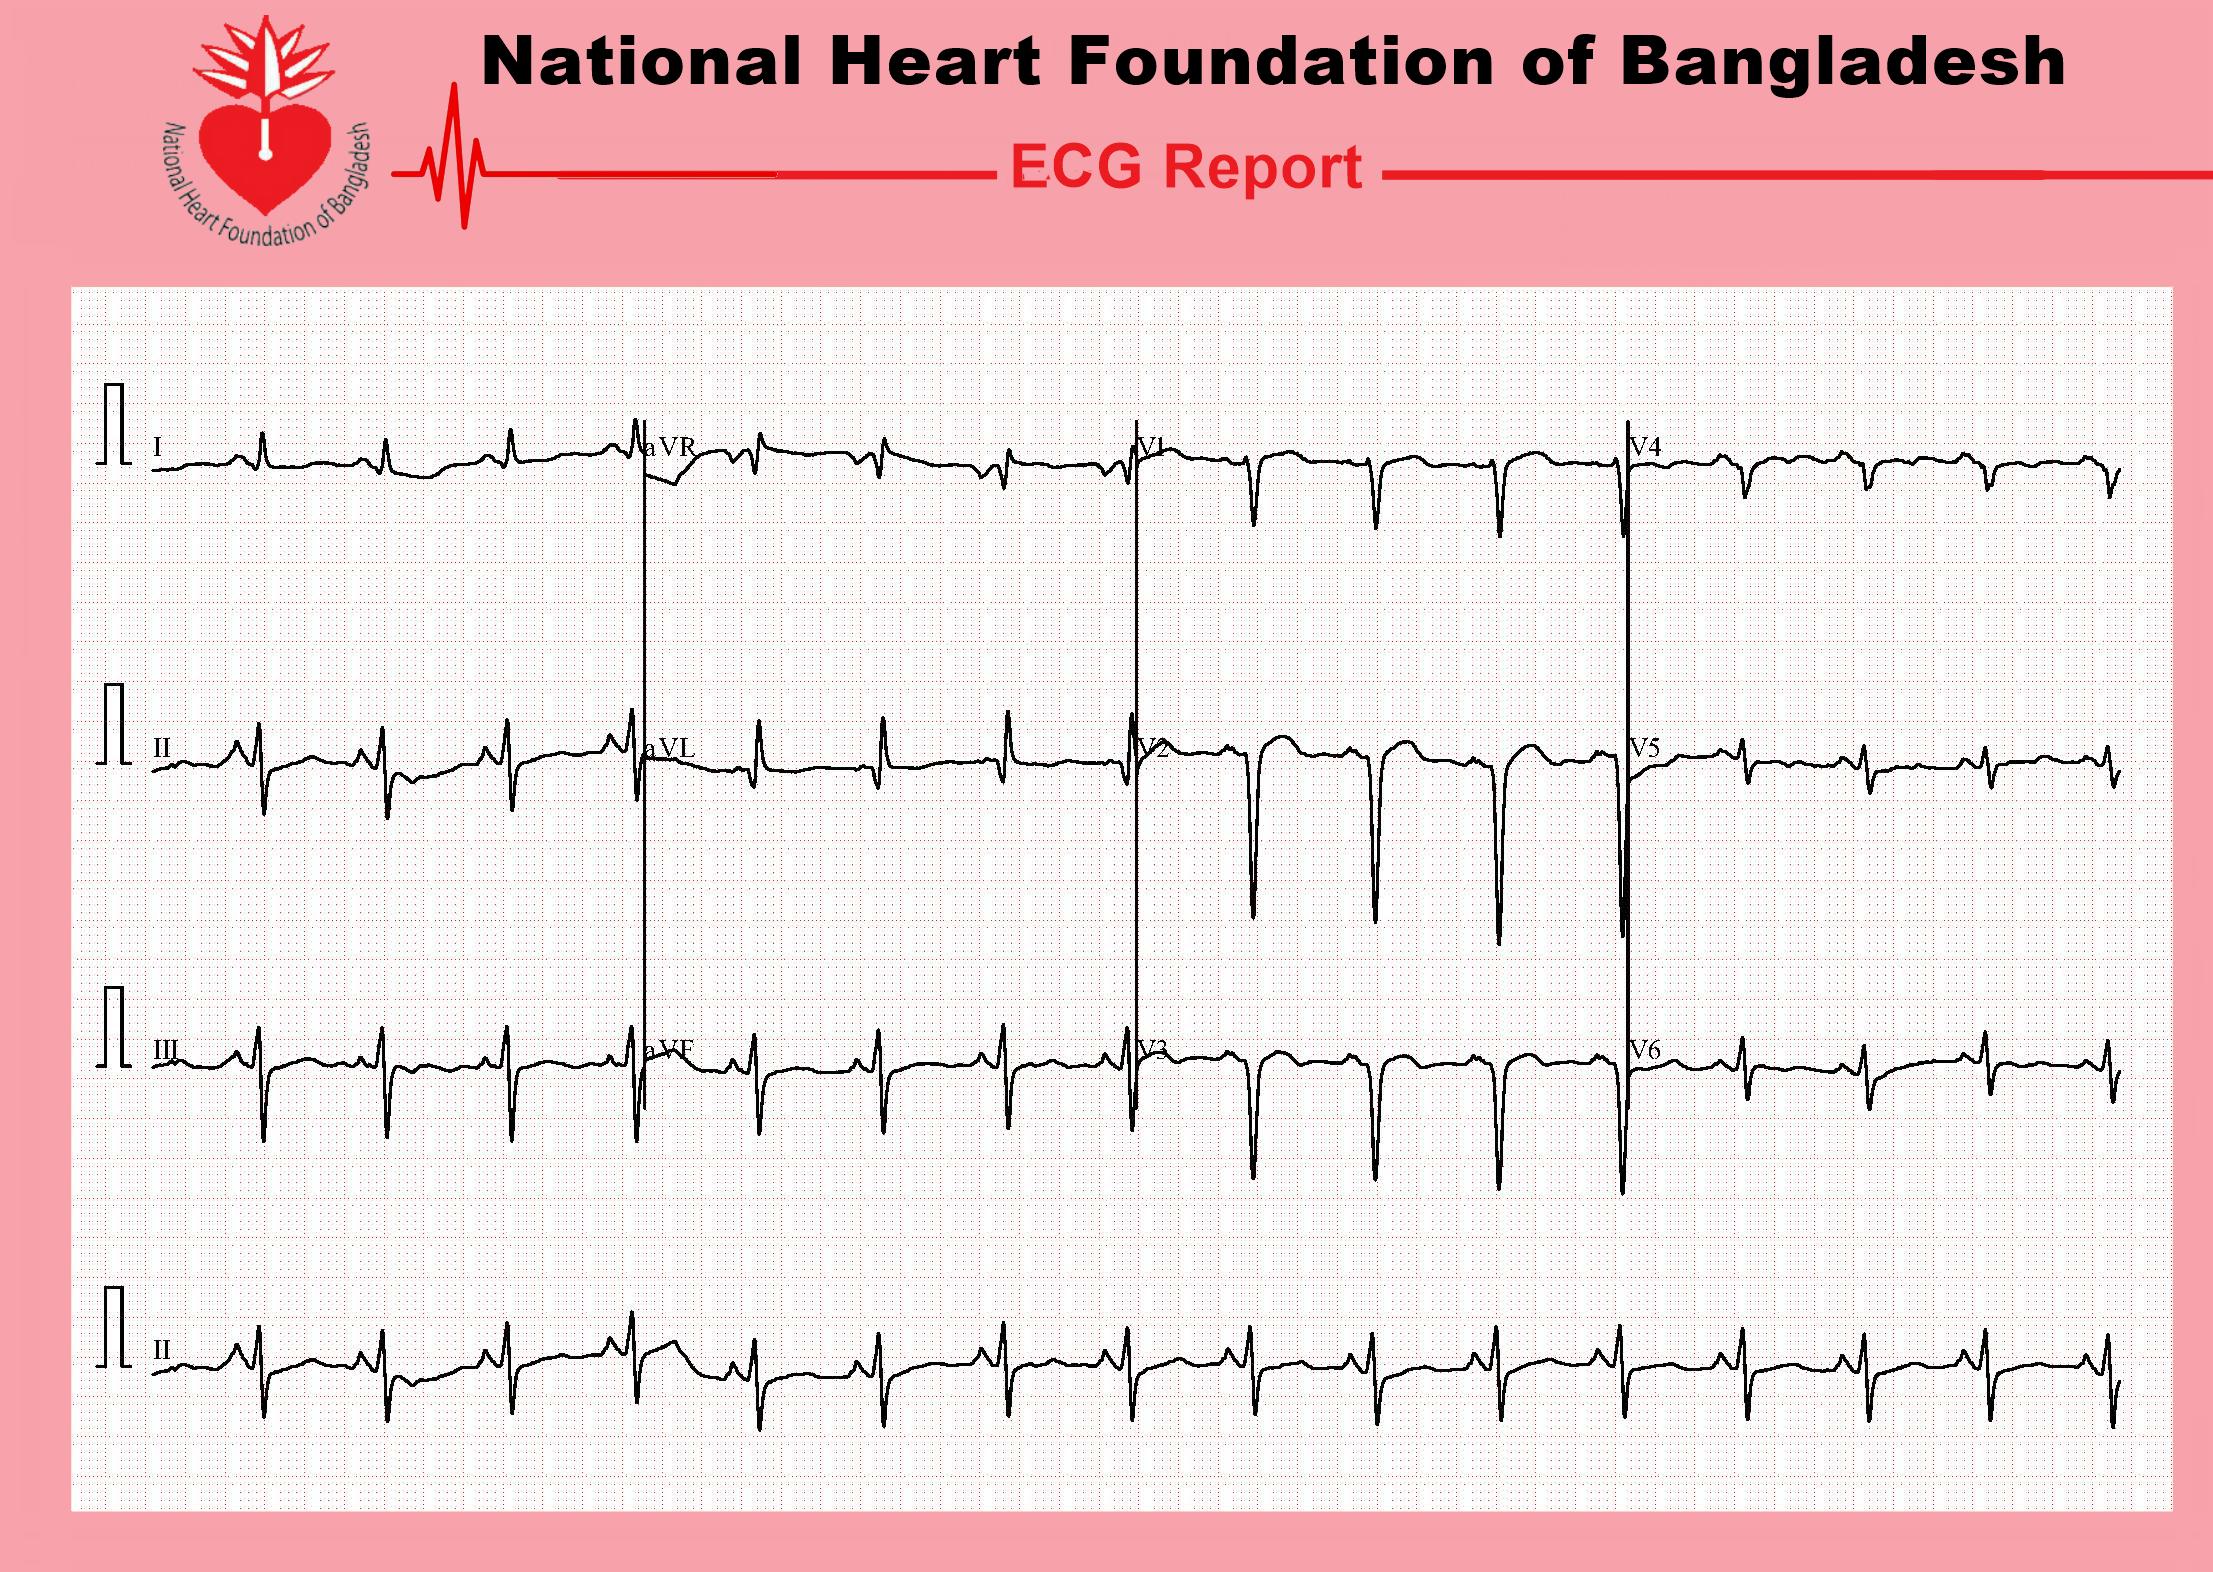 National Heart Foundation of Bangladesh
National Heart Foundation of Bangladesh
ECG Report
I aVR V1 V4
II aVL V2 V5
III aVF V3 V6
II